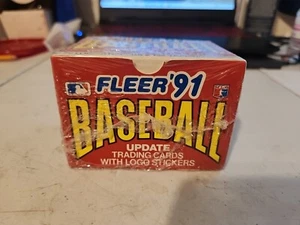 FLEER '91
BASEBALL
UPDATE
TRADING CARDS
WITH LOGO STICKERS